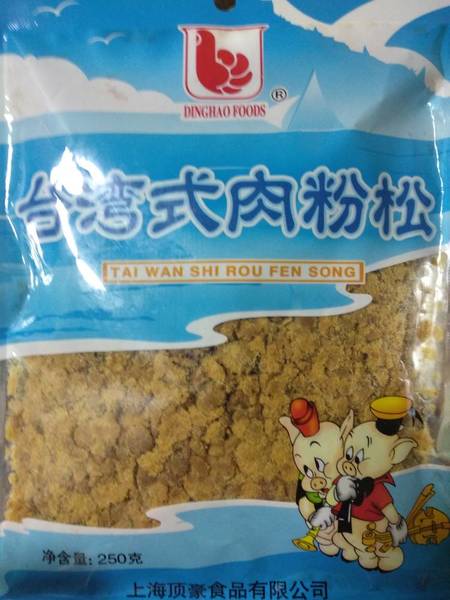 DINGHAO FOODS ®
台湾式肉粉松
TAI WAN SHI ROU FEN SONG
净含量: 250克
上海顶豪食品有限公司